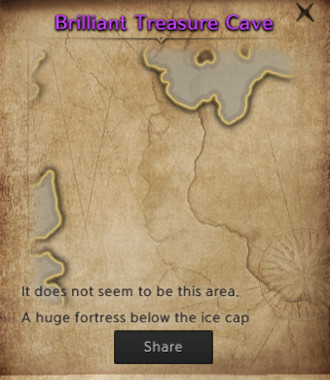 Brilliant Treasure Cave
It does not seem to be this area.
A huge fortress below the ice cap
Share